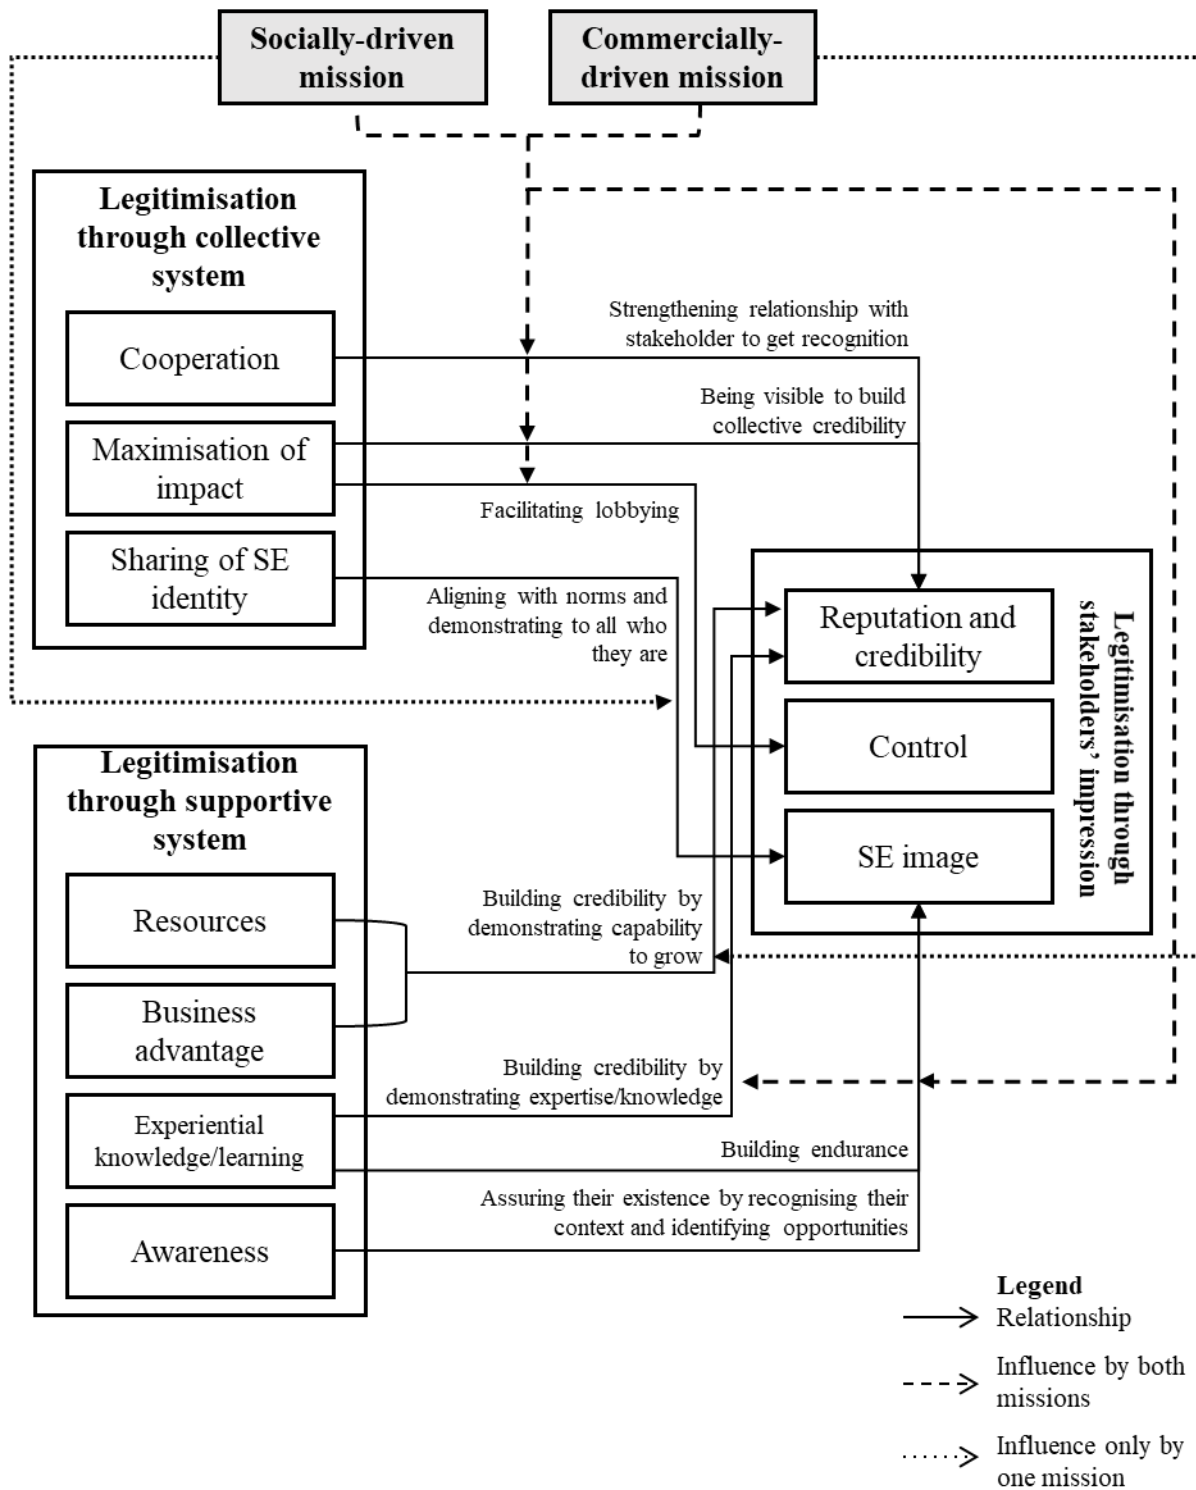 Socially-driven
mission
Commercially-
driven mission
Legitimisation
through collective
system
Cooperation
Maximisation of
impact
Sharing of SE
identity
Strengthening relationship with
stakeholder to get recognition
Being visible to build
collective credibility
Facilitating lobbying
Aligning with norms and
demonstrating to all who
they are
Reputation and
credibility
Control
SE image
Legitimisation through
stakeholders’ impression
Legitimisation
through supportive
system
Resources
Business
advantage
Experiential
knowledge/learning
Awareness
Building credibility by
demonstrating capability
to grow
Building credibility by
demonstrating expertise/knowledge
Building endurance
Assuring their existence by recognising their
context and identifying opportunities
Legend
Relationship
Influence by both
missions
Influence only by
one mission